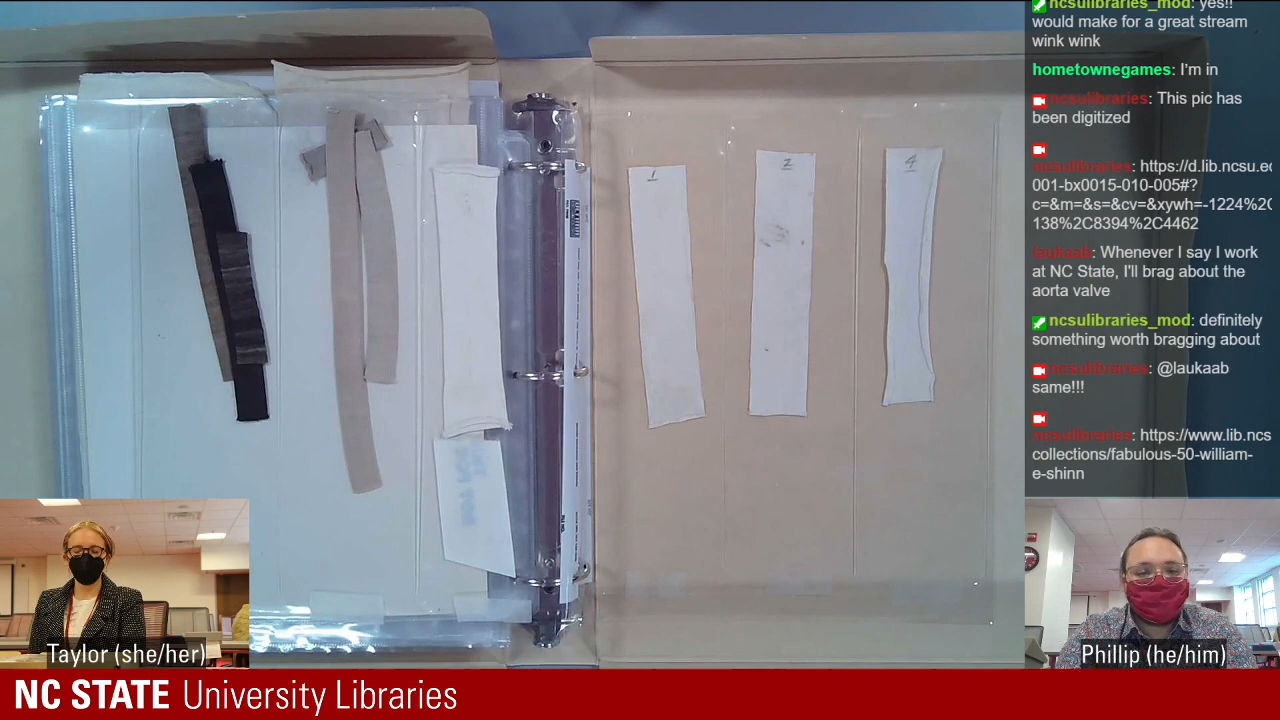 ncsulibraries_mod: yes!!
would make for a great stream
wink wink
hometownegames: I'm in
ncsulibraries: This pic has
been digitized
ncsulibraries: https://d.lib.ncsu.ec
001-bx0015-010-005#?
c=&m=&s=&cv=&xywh=-1224%2C
138%2C8394%2C4462
laukaab: Whenever I say I work
at NC State, I'll brag about the
aorta valve
ncsulibraries_mod: definitely
something worth bragging about
ncsulibraries: @laukaab
same!!!
ncsulibraries: https://www.lib.ncs
collections/fabulous-50-william-
e-shinn
1
2
4
Taylor (she/her)
Phillip (he/him)
NC STATE University Libraries